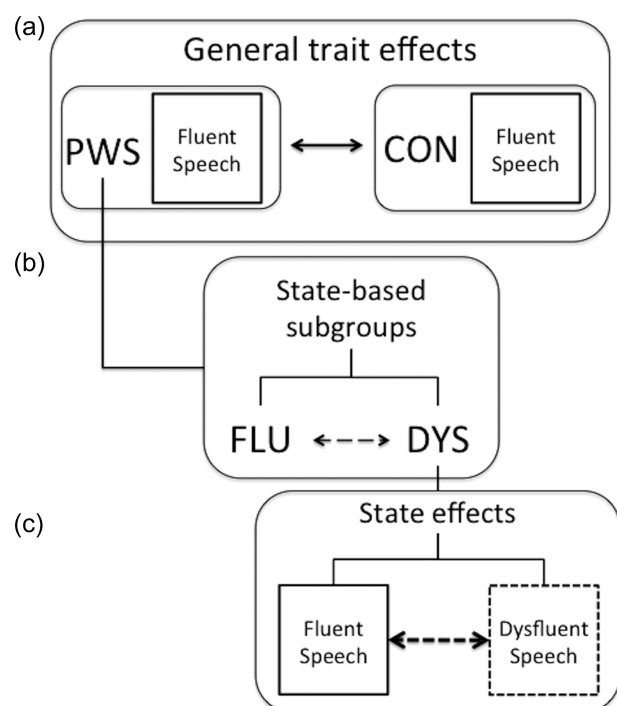 (a)
General trait effects
PWS
Fluent
Speech
CON
Fluent
Speech
(b)
State-based
subgroups
FLU
DYS
(c)
State effects
Fluent
Speech
Dysfluent
Speech